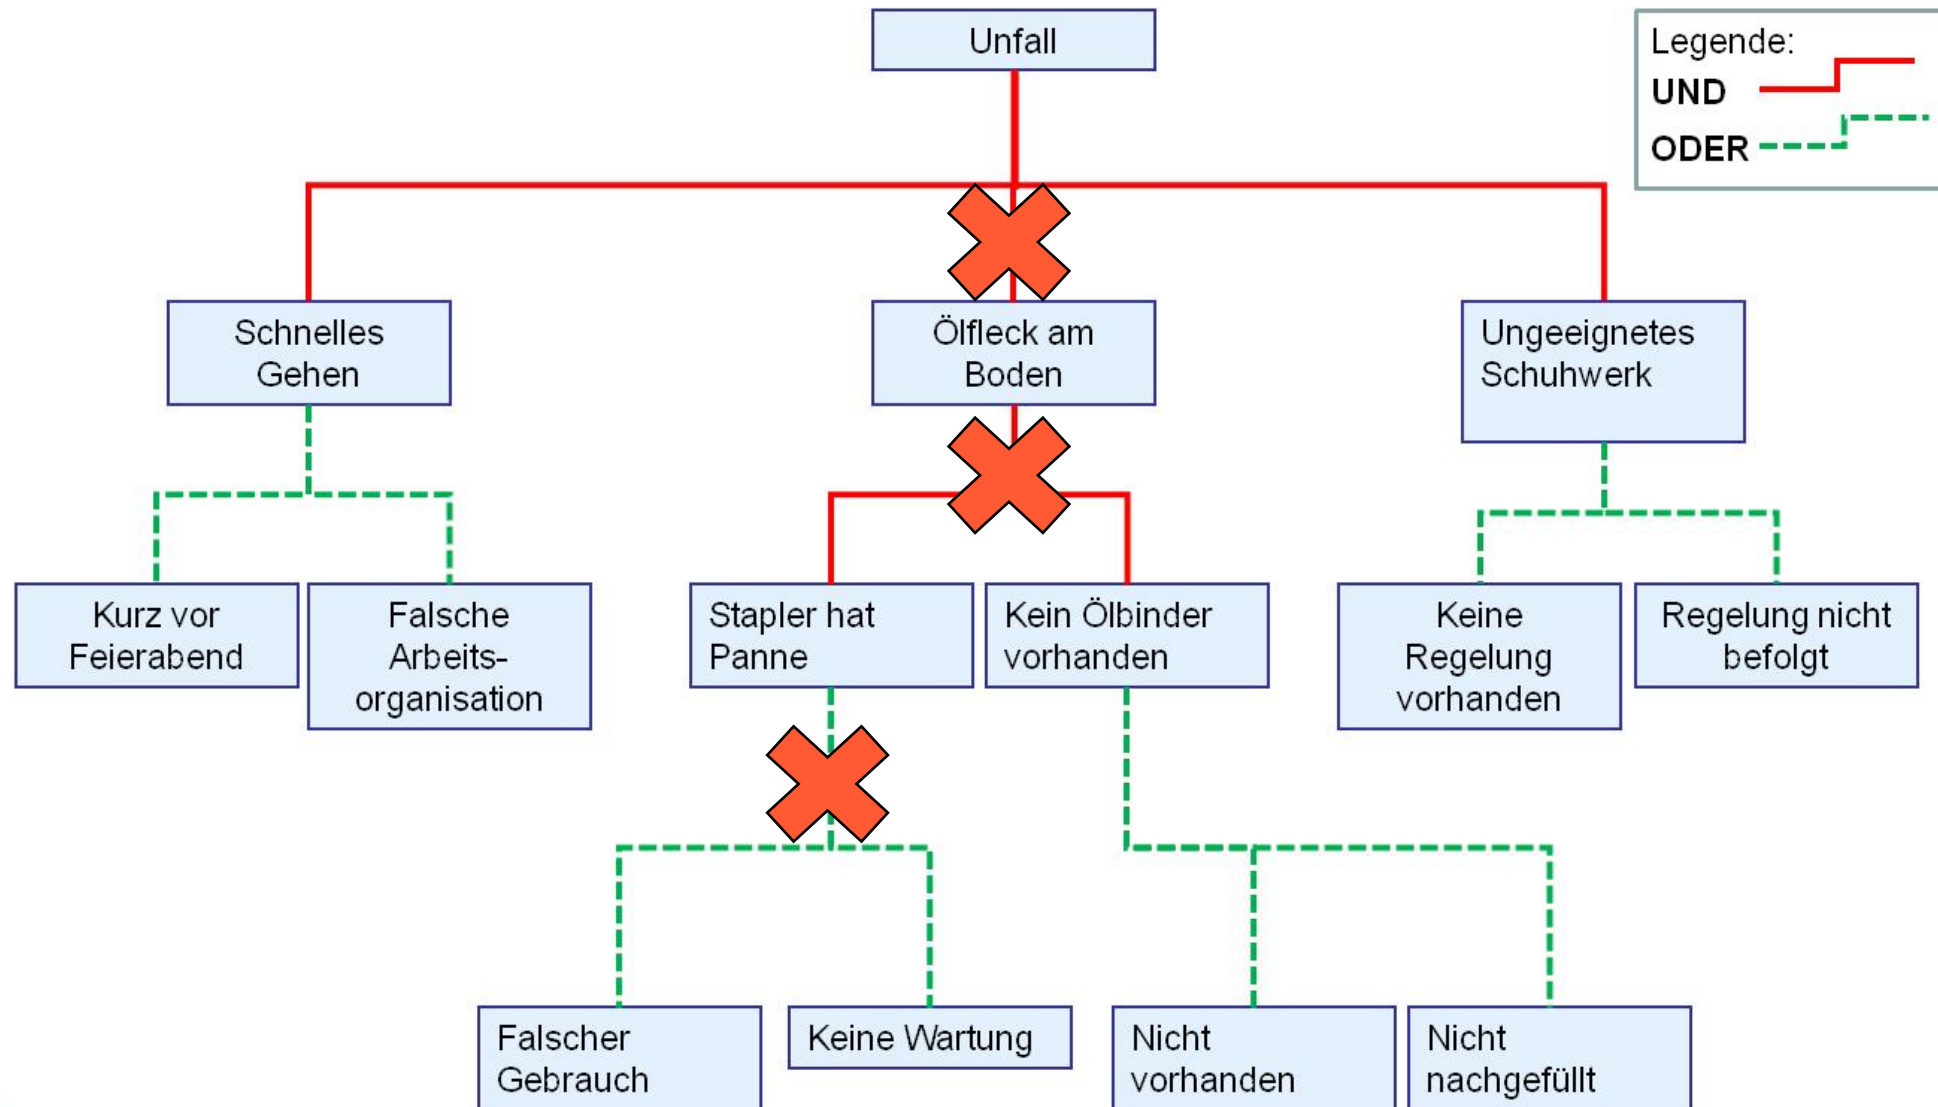 Unfall
Legende:
UND
ODER
Schnelles
Gehen
Ölfleck am
Boden
Ungeeignetes
Schuhwerk
Kurz vor
Feierabend
Falsche
Arbeits-
organisation
Stapler hat
Panne
Kein Ölbinder
vorhanden
Keine
Regelung
vorhanden
Regelung nicht
befolgt
Falscher
Gebrauch
Keine Wartung
Nicht
vorhanden
Nicht
nachgefüllt